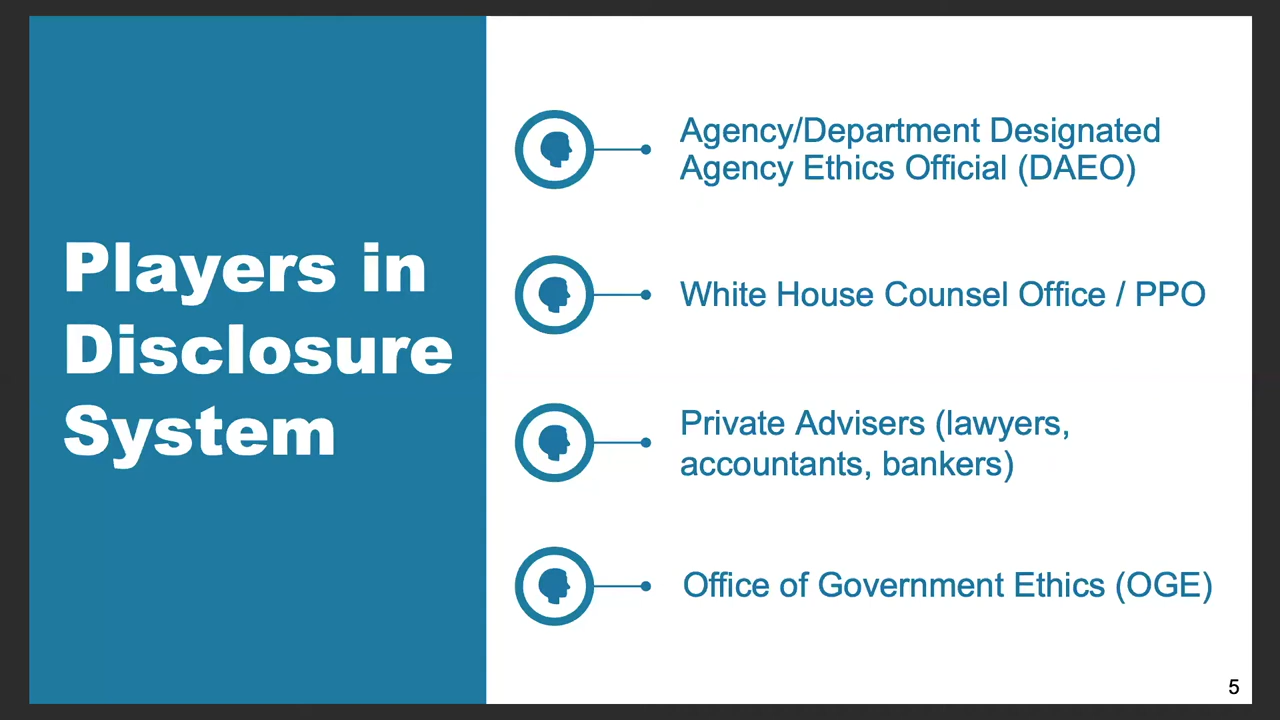 Players in
Disclosure
System
Agency/Department Designated
Agency Ethics Official (DAEO)
White House Counsel Office / PPO
Private Advisers (lawyers,
accountants, bankers)
Office of Government Ethics (OGE)
5